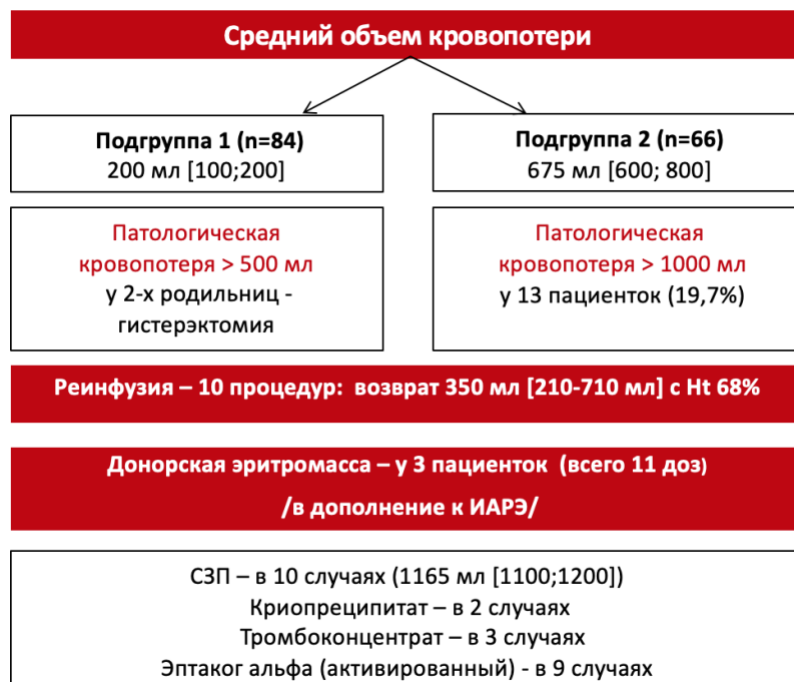 Средний объем кровопотери
Подгруппа 1 (n=84)
200 мл [100;200]
Подгруппа 2 (n=66)
675 мл [600; 800]
Патологическая
кровопотеря > 500 мл
у 2-х родильниц -
гистерэктомия
Патологическая
кровопотеря > 1000 мл
у 13 пациенток (19,7%)
Реинфузия – 10 процедур: возврат 350 мл [210-710 мл] с Ht 68%
Донорская эритромасса – у 3 пациенток (всего 11 доз)
/в дополнение к ИАРЭ/
СЗП – в 10 случаях (1165 мл [1100;1200])
Криопреципитат – в 2 случаях
Тромбоконцентрат – в 3 случаях
Эптаког альфа (активированный) - в 9 случаях